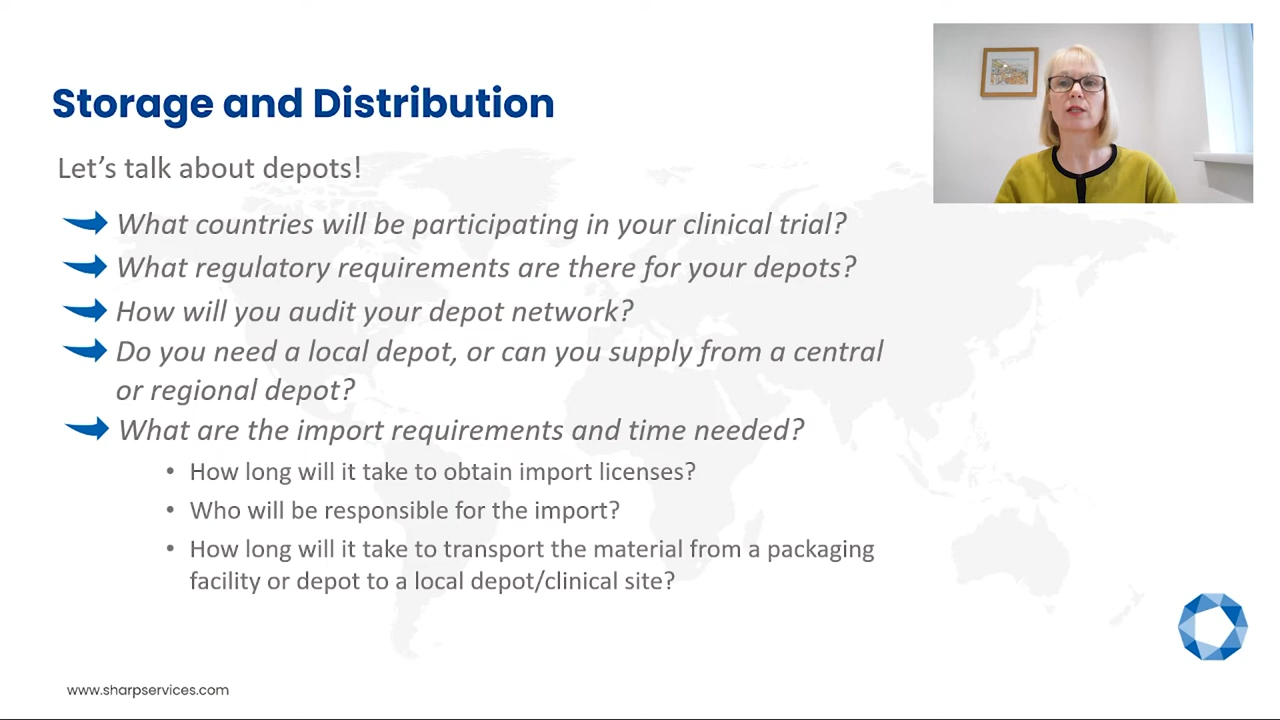 Storage and Distribution
Let's talk about depots!
What countries will be participating in your clinical trial?
What regulatory requirements are there for your depots?
How will you audit your depot network?
Do you need a local depot, or can you supply from a central
or regional depot?
What are the import requirements and time needed?
• How long will it take to obtain import licenses?
• Who will be responsible for the import?
• How long will it take to transport the material from a packaging
facility or depot to a local depot/clinical site?
www.sharpservices.com